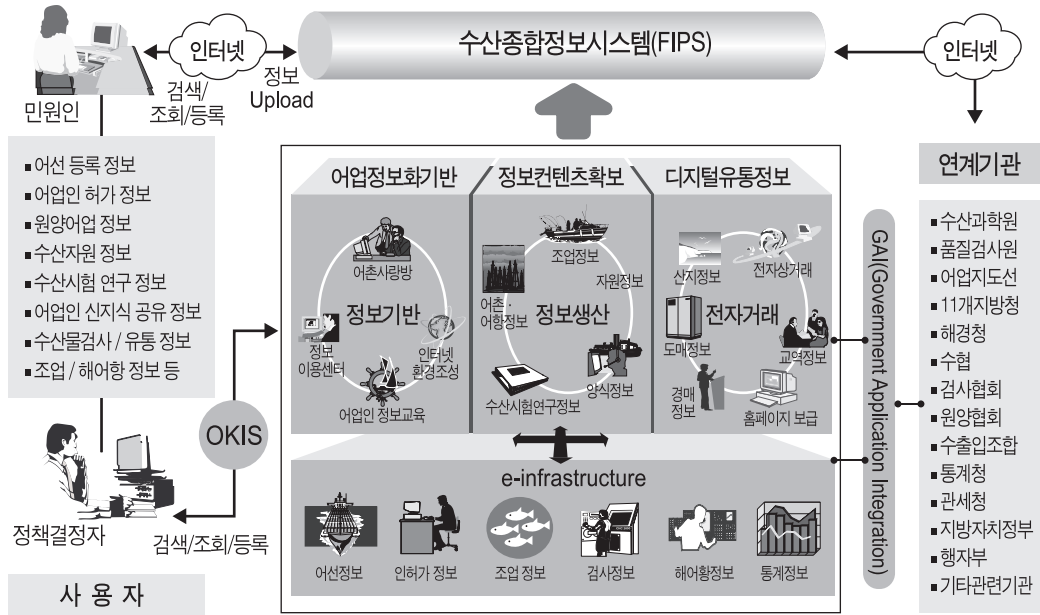 수산종합정보시스템(FIPS)
인터넷
정보
Upload
검색/
조회/등록
민원인
인터넷
▪ 어선 등록 정보
▪ 어업인 허가 정보
▪ 원양어업 정보
▪ 수산자원 정보
▪ 수산시험 연구 정보
▪ 어업인 신지식 공유 정보
▪ 수산물검사 / 유통 정보
▪ 조업 / 해어항 정보 등
OKIS
정책결정자
검색/조회/등록
사 용 자
어업정보화기반
정보컨텐츠확보
디지털유통정보
어촌사랑방
정보기반
정보
이용센터
인터넷
환경조성
어업인 정보교육
조업정보
자원정보
어촌
어항정보
정보생산
수산시험연구정보
양식정보
산지정보
전자상거래
전자거래
도매정보
교역정보
경매
정보
홈페이지 보급
e-infrastructure
어선정보
인허가 정보
조업 정보
검사정보
해어황정보
통계정보
GAI(Government Application Integration)
연계기관
▪ 수산과학원
▪ 품질검사원
▪ 어업지도선
▪ 11개지방청
▪ 해경청
▪ 수협
▪ 검사협회
▪ 원양협회
▪ 수출입조합
▪ 통계청
▪ 관세청
▪ 지방자치정부
▪ 행자부
▪ 기타관련기관